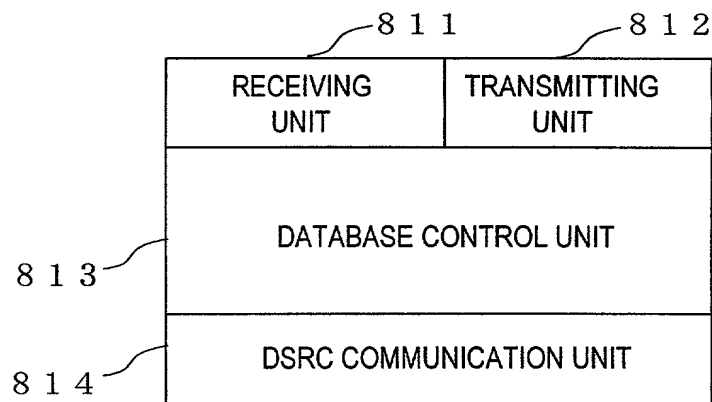 811
812
RECEIVING
UNIT
TRANSMITTING
UNIT
DATABASE CONTROL UNIT
813
DSRC COMMUNICATION UNIT
814